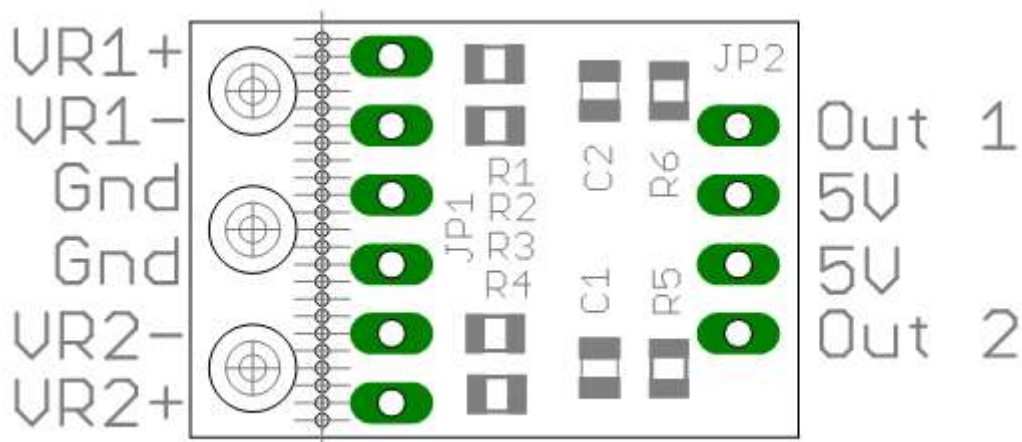 VR1+
VR1-
Gnd
Gnd
VR2-
VR2+
JP1
R1
R2
R3
R4
C2
R6
C1
R5
JP2
Out 1
5V
5V
Out 2